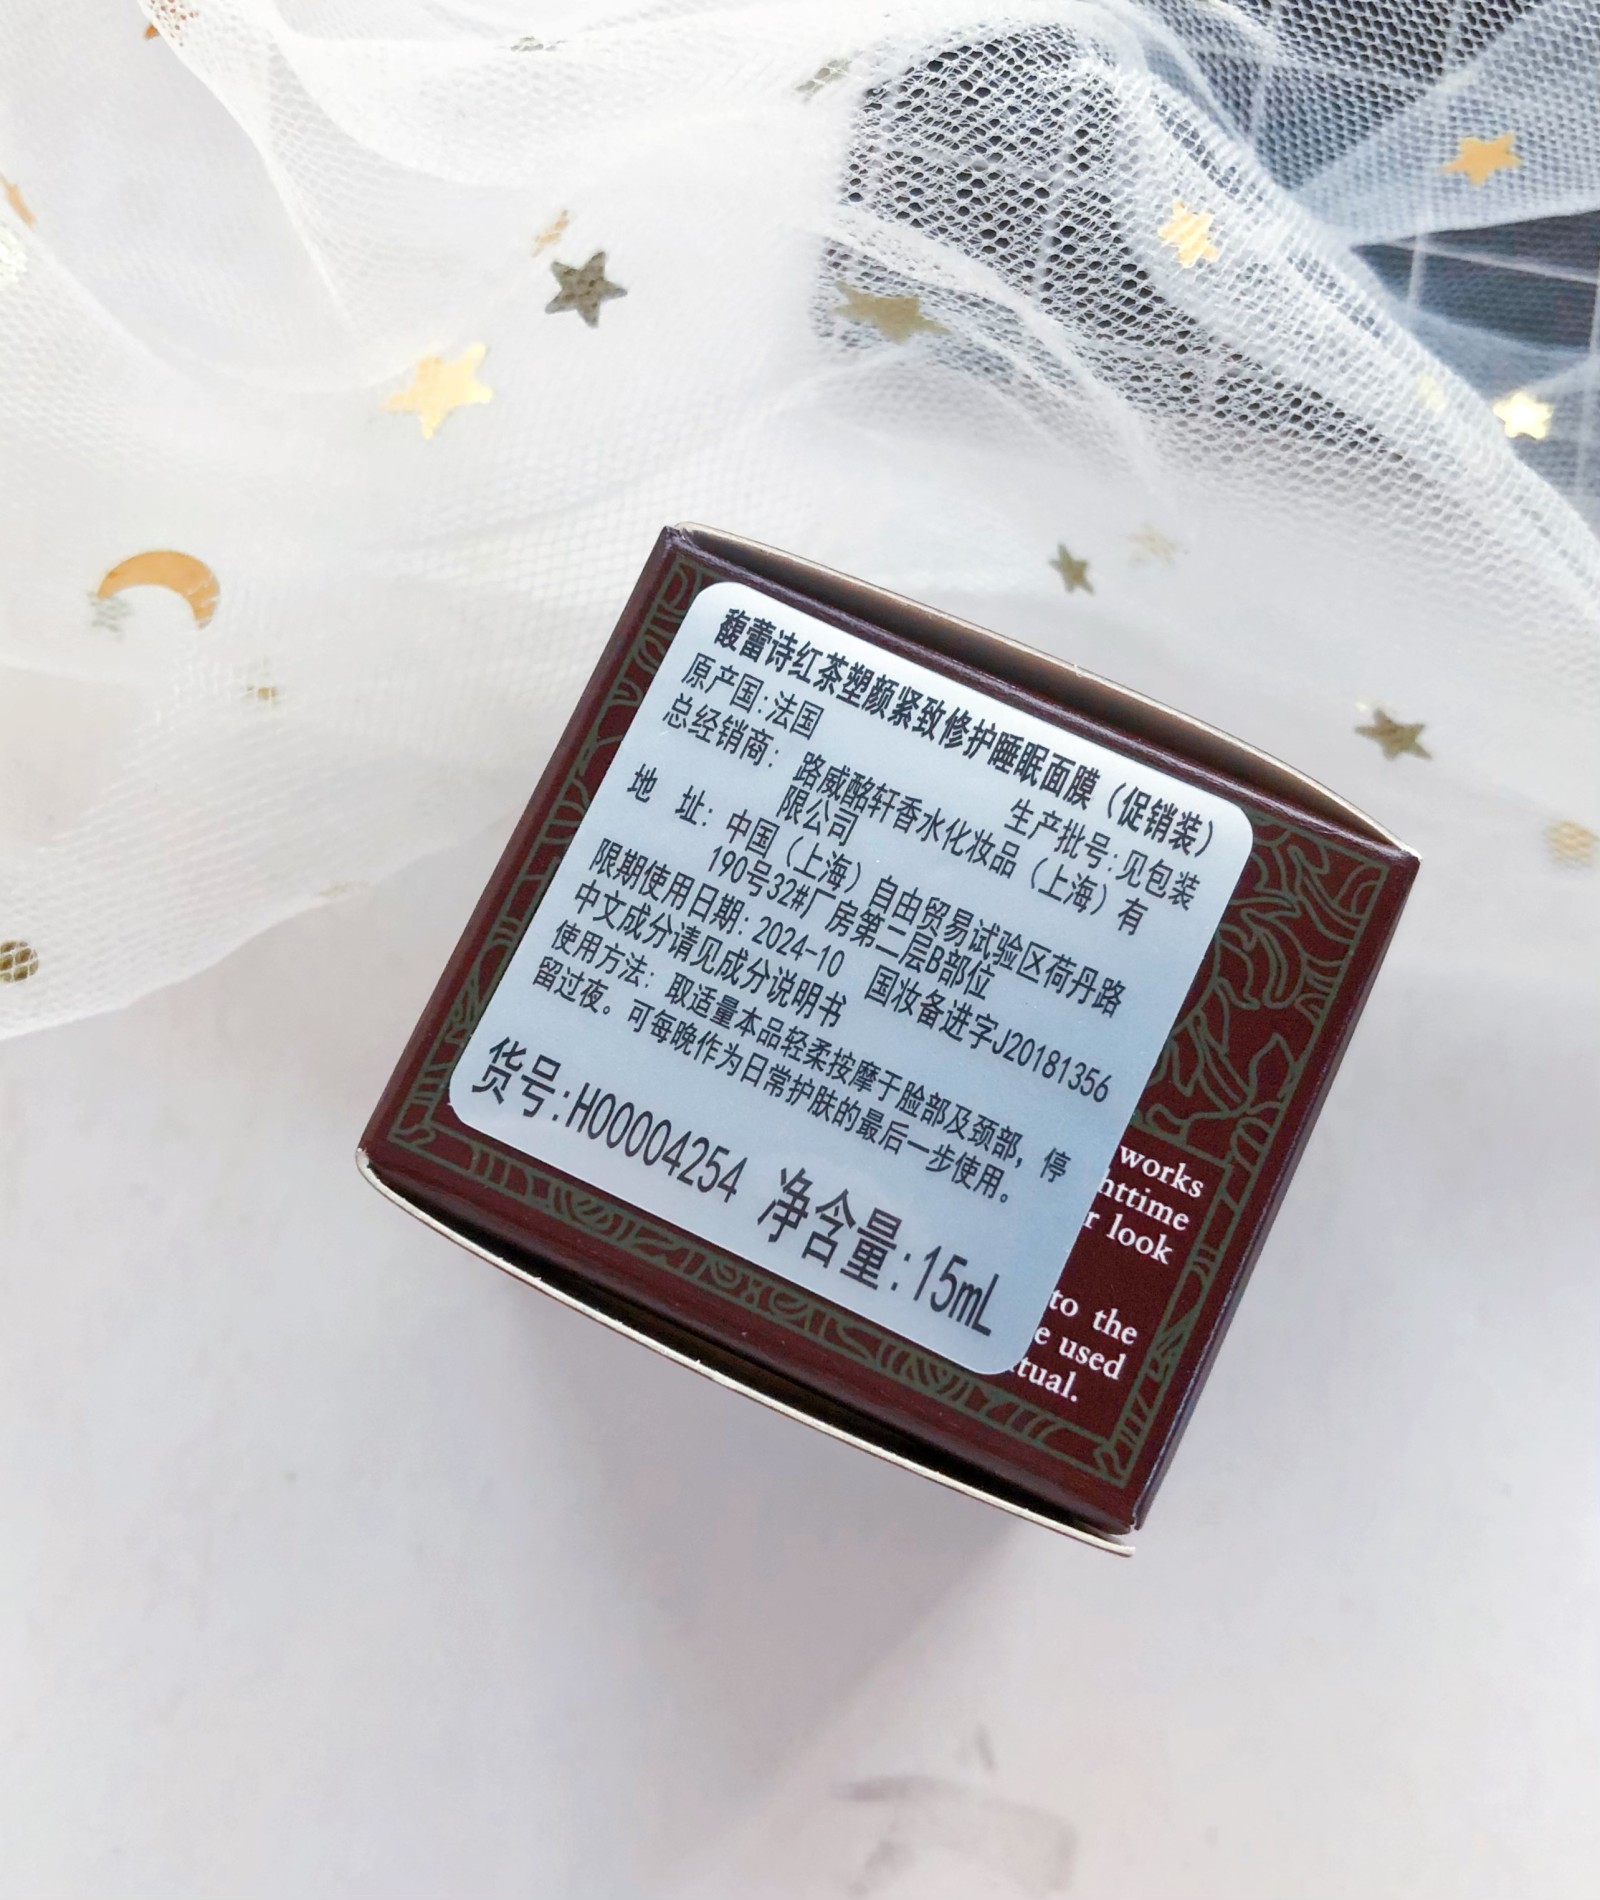 馥蕾诗红茶塑颜紧致修护睡眠面膜（促销装）
原产国:法国 生产批号:见包装
总经销商: 路威酩轩香水化妆品（上海）有
限公司
地 址: 中国（上海）自由贸易试验区荷丹路
190号32#厂房第二层B部位
限期使用日期: 2024-10 国妆备进字J20181356
中文成分请见成分说明书
使用方法: 取适量本品轻柔按摩于脸部及颈部，停
留过夜。可每晚作为日常护肤的最后一步使用。
货号:H00004254 净含量:15mL
works
look
to the
used